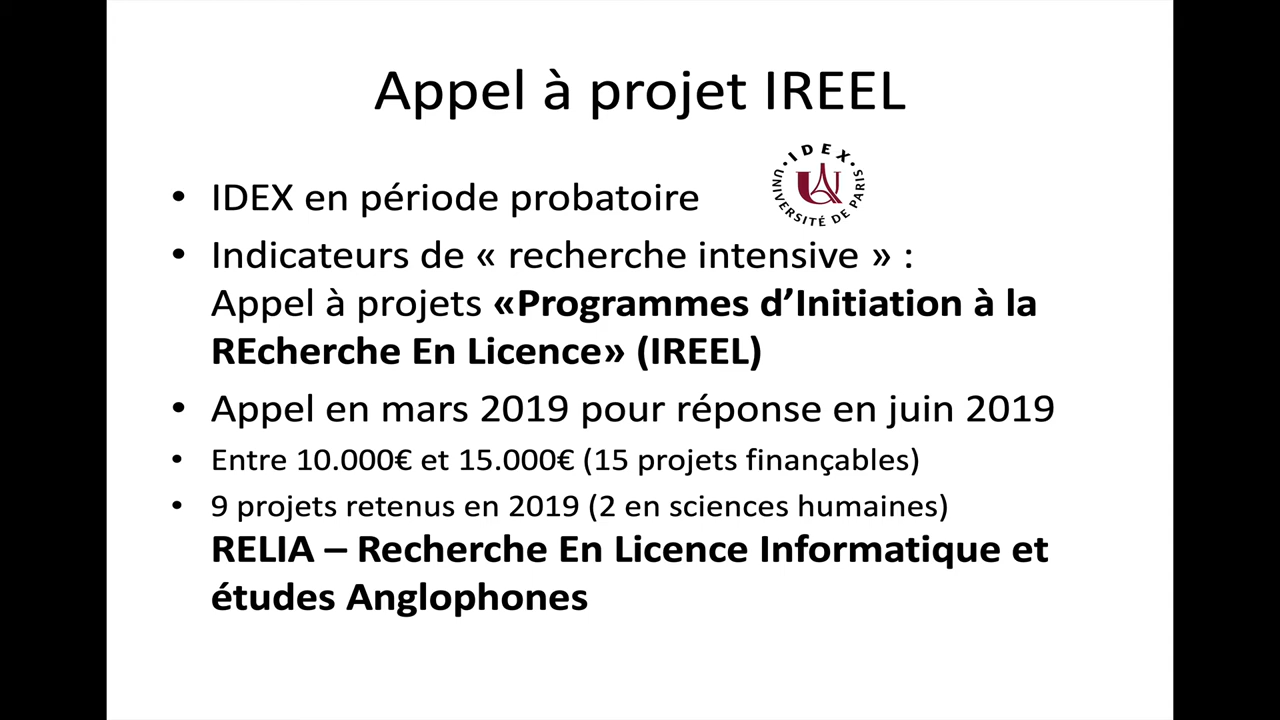 Appel à projet IREEL
• IDEX en période probatoire
• IDEX •
UNIVERSITÉ DE PARIS
• Indicateurs de « recherche intensive » :
Appel à projets «Programmes d’Initiation à la
REcherche En Licence» (IREEL)
• Appel en mars 2019 pour réponse en juin 2019
• Entre 10.000€ et 15.000€ (15 projets finançables)
• 9 projets retenus en 2019 (2 en sciences humaines)
RELIA – Recherche En Licence Informatique et
études Anglophones